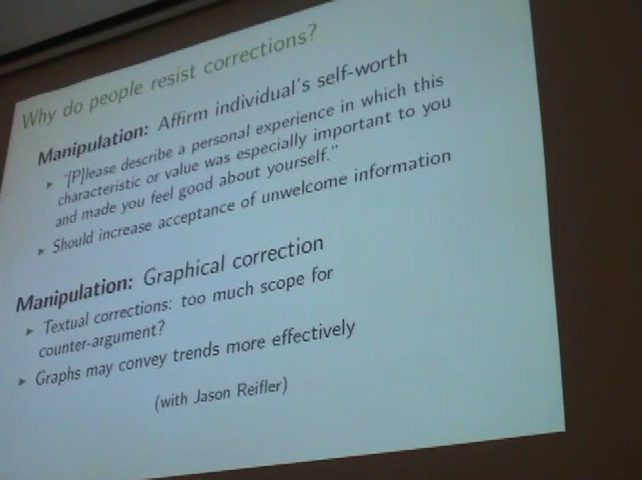 Why do people resist corrections?
Manipulation: Affirm individual's self-worth
▸ "[P]lease describe a personal experience in which this
characteristic or value was especially important to you
and made you feel good about yourself."
▸ Should increase acceptance of unwelcome information
Manipulation: Graphical correction
▸ Textual corrections: too much scope for
counter-argument?
▸ Graphs may convey trends more effectively
(with Jason Reifler)